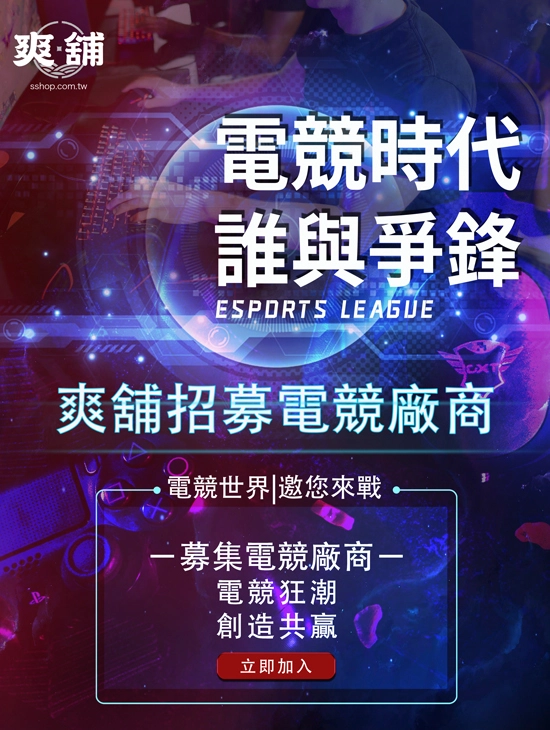 爽·舖
sshop.com.tw
電競時代
誰與爭鋒
ESPORTS LEAGUE
GXT
爽舖招募電競廠商
電競世界|邀您來戰
－募集電競廠商－
電競狂潮
創造共贏
立即加入